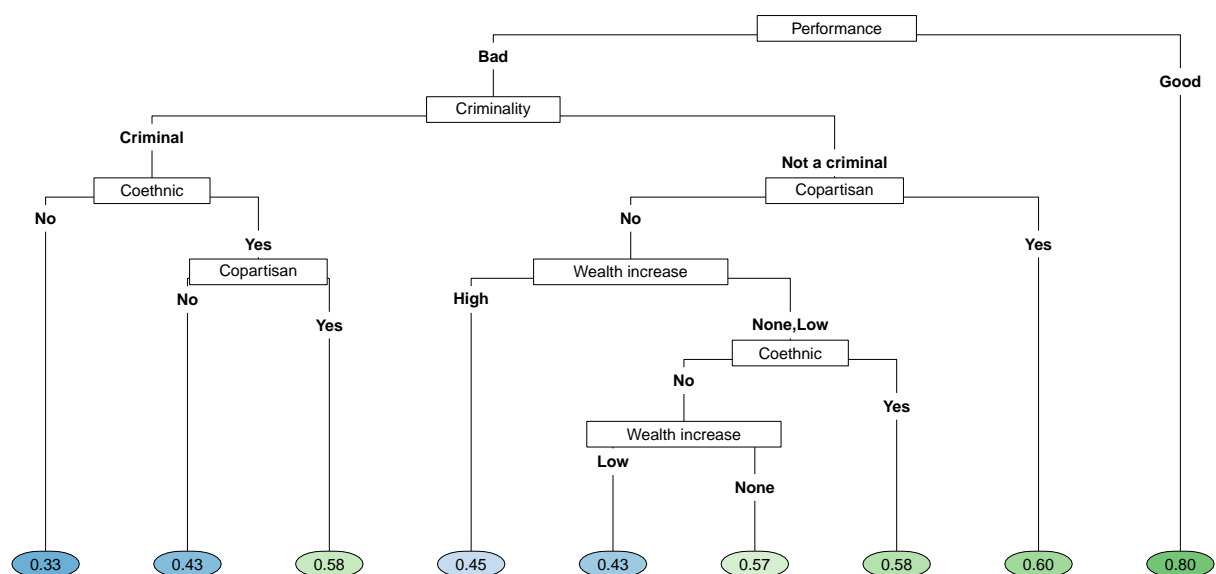 Performance
Bad
Good
Criminality
Criminal
Not a criminal
Coethnic
Copartisan
No
No
Yes
Yes
Copartisan
Wealth increase
No
High
Yes
None,Low
Coethnic
No
Yes
Wealth increase
Low
None
0.33
0.43
0.58
0.45
0.43
0.57
0.58
0.60
0.80